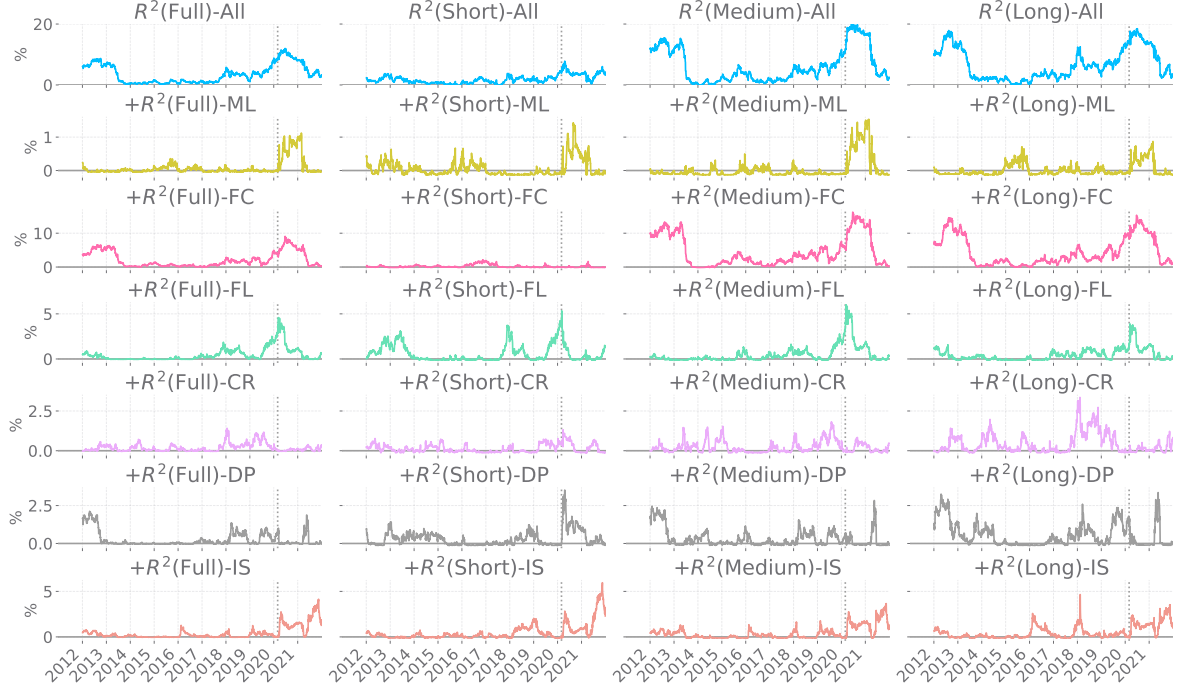 R²(Full)-All R²(Short)-All R²(Medium)-All R²(Long)-All
20
%
0
+R²(Full)-ML +R²(Short)-ML +R²(Medium)-ML +R²(Long)-ML
1
%
0
+R²(Full)-FC +R²(Short)-FC +R²(Medium)-FC +R²(Long)-FC
10
%
0
+R²(Full)-FL +R²(Short)-FL +R²(Medium)-FL +R²(Long)-FL
5
%
0
+R²(Full)-CR +R²(Short)-CR +R²(Medium)-CR +R²(Long)-CR
2.5
%
0.0
+R²(Full)-DP +R²(Short)-DP +R²(Medium)-DP +R²(Long)-DP
2.5
%
0.0
+R²(Full)-IS +R²(Short)-IS +R²(Medium)-IS +R²(Long)-IS
5
%
0
2012 2013 2014 2015 2016 2017 2018 2019 2020 2021 2012 2013 2014 2015 2016 2017 2018 2019 2020 2021 2012 2013 2014 2015 2016 2017 2018 2019 2020 2021 2012 2013 2014 2015 2016 2017 2018 2019 2020 2021